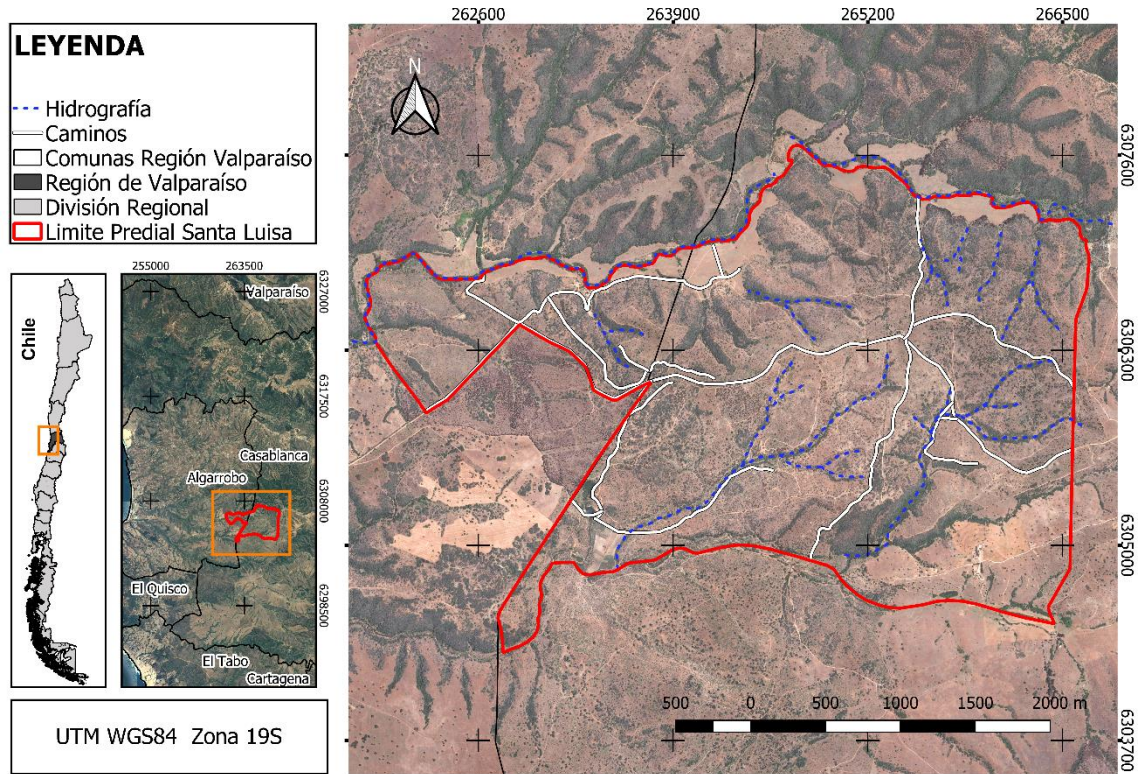 LEYENDA
Hidrografía
Caminos
Comunas Región Valparaíso
Región de Valparaíso
División Regional
Limite Predial Santa Luisa
Chile
255000 263500
6327000
6317500
6308000
6298500
Valparaíso
Casablanca
Algarrobo
El Quisco
El Tabo
Cartagena
UTM WGS84 Zona 19S
262600 263900 265200 266500
N
6307600
6306300
6305000
6303700
500 0 500 1000 1500 2000 m